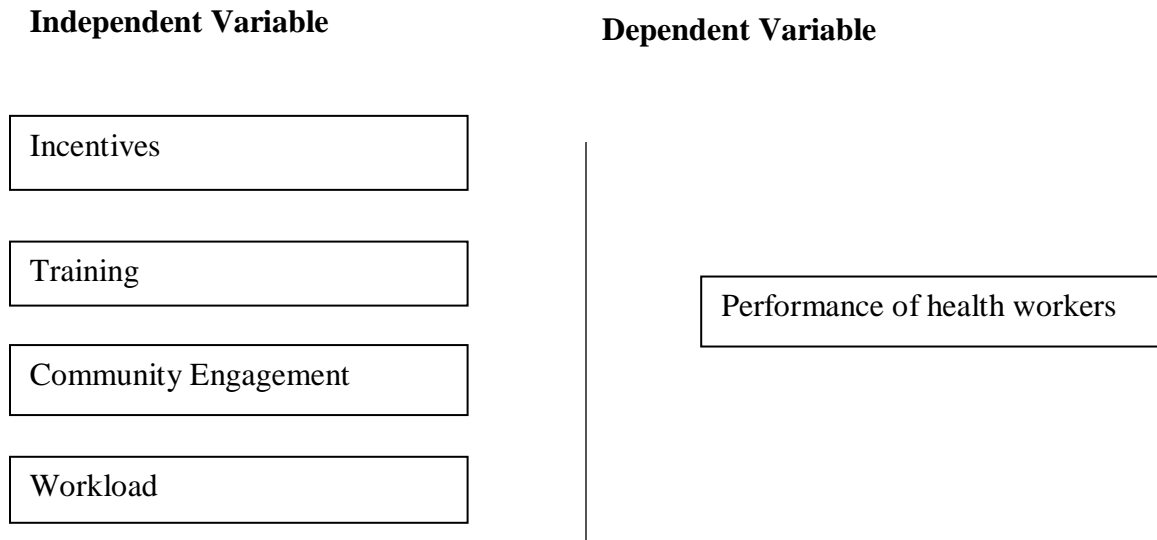 Independent Variable
Dependent Variable
Incentives
Training
Performance of health workers
Community Engagement
Workload